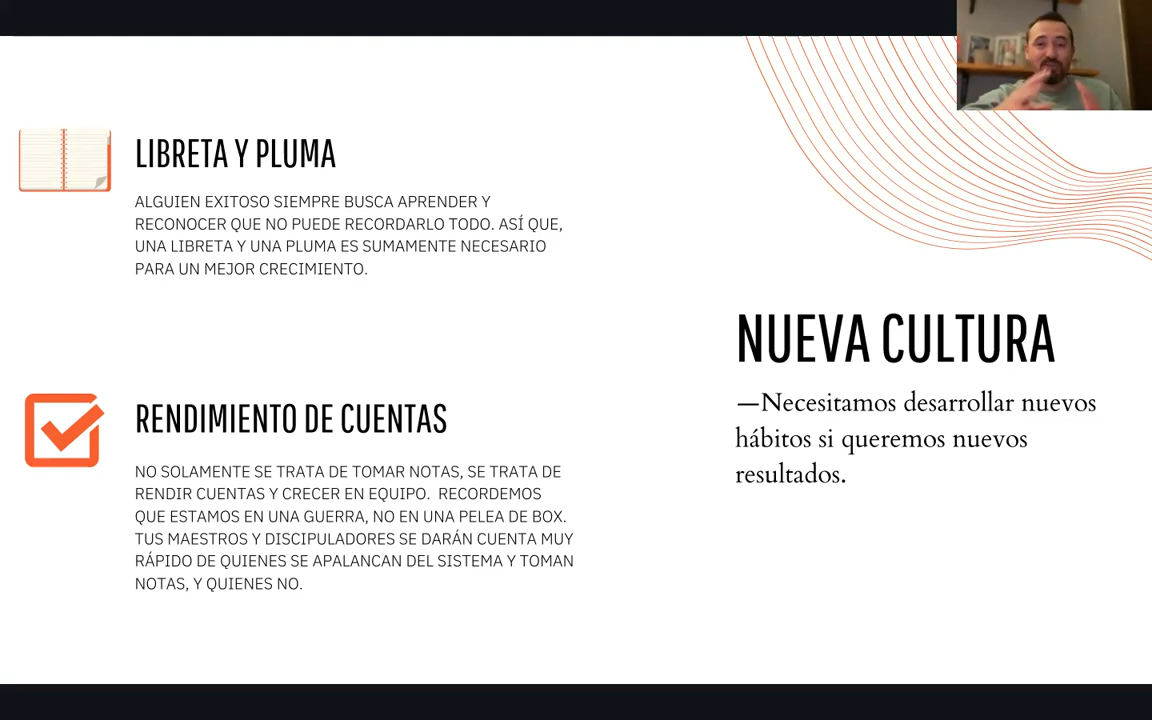 LIBRETA Y PLUMA
ALGUIEN EXITOSO SIEMPRE BUSCA APRENDER Y
RECONOCER QUE NO PUEDE RECORDARLO TODO. ASÍ QUE,
UNA LIBRETA Y UNA PLUMA ES SUMAMENTE NECESARIO
PARA UN MEJOR CRECIMIENTO.
RENDIMIENTO DE CUENTAS
NO SOLAMENTE SE TRATA DE TOMAR NOTAS, SE TRATA DE
RENDIR CUENTAS Y CRECER EN EQUIPO.  RECORDEMOS
QUE ESTAMOS EN UNA GUERRA, NO EN UNA PELEA DE BOX.
TUS MAESTROS Y DISCIPULADORES SE DARÁN CUENTA MUY
RÁPIDO DE QUIENES SE APALANCAN DEL SISTEMA Y TOMAN
NOTAS, Y QUIENES NO.
NUEVA CULTURA
—Necesitamos desarrollar nuevos
hábitos si queremos nuevos
resultados.